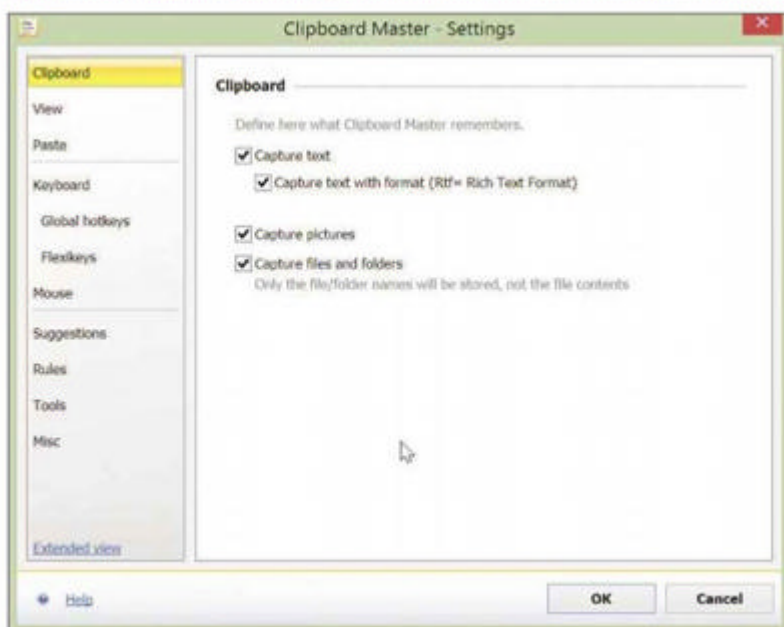 Clipboard Master - Settings
Clipboard
View
Paste
Keyboard
Global hotkeys
Flexikeys
Mouse
Suggestions
Rules
Tools
Misc
Extended view
Clipboard
Define here what Clipboard Master remembers.
Capture text
Capture text with format (Rtf= Rich Text Format)
Capture pictures
Capture files and folders
Only the file/folder names will be stored, not the file contents
Help
OK
Cancel